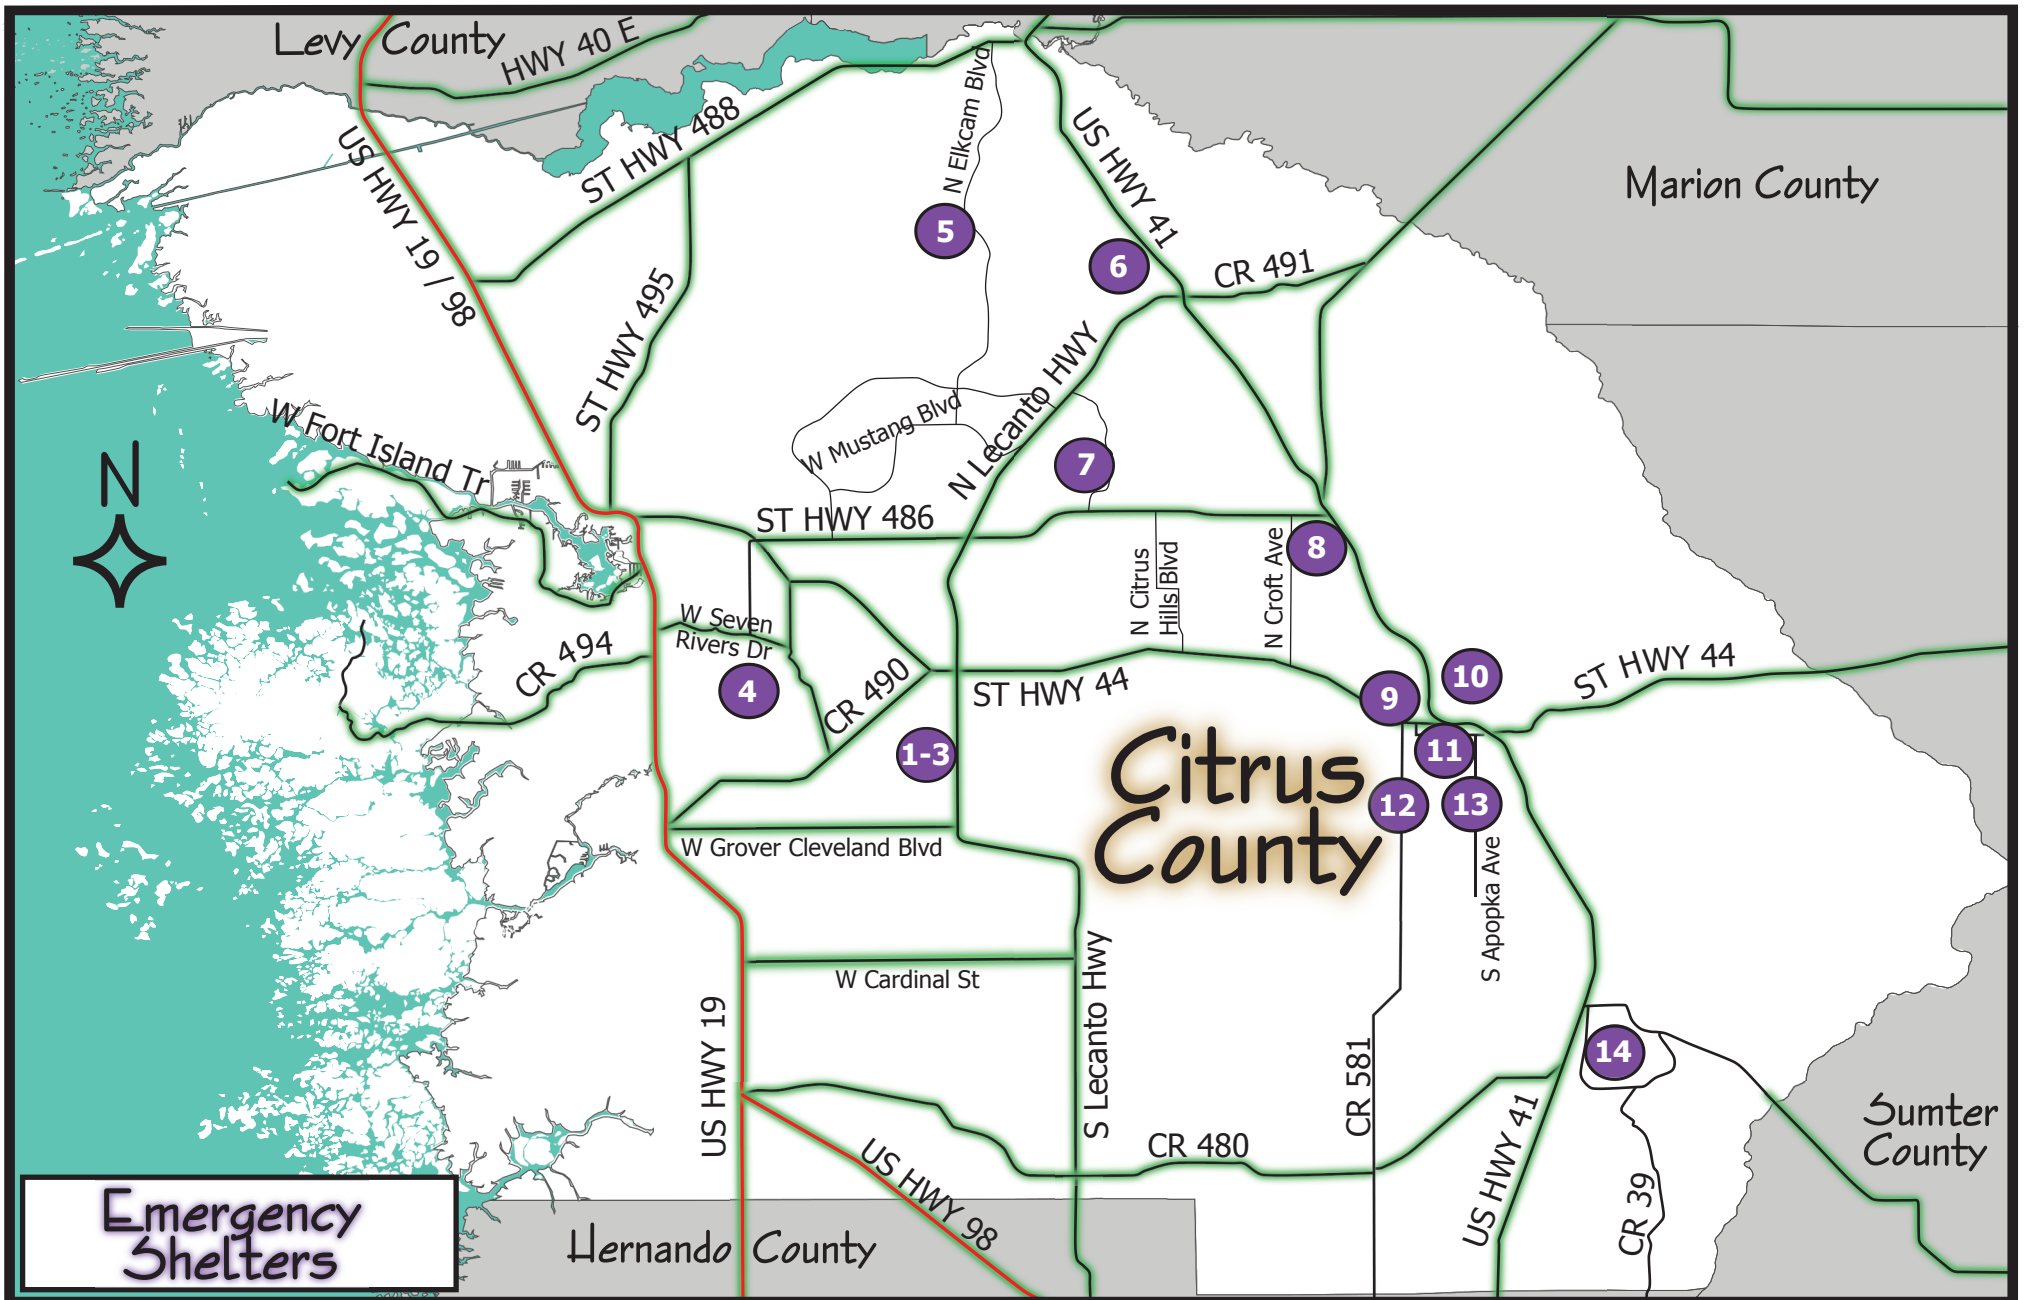 Levy County
HWY 40 E
N Elkcam Blvd
ST HWY 488
US HWY 19 / 98
US HWY 41
Marion County
5
6
CR 491
ST HWY 495
N Lecanto HWY
W Mustang Blvd
W Fort Island Tr
N
7
ST HWY 486
N Citrus
Hills Blvd
N Croft Ave
8
W Seven
Rivers Dr
CR 494
4
CR 490
ST HWY 44
9
10
ST HWY 44
1-3
11
Citrus
County
12
13
W Grover Cleveland Blvd
S Apopka Ave
W Cardinal St
S Lecanto Hwy
US HWY 19
CR 581
14
US HWY 41
CR 480
US HWY 98
CR 39
Sumter
County
Hernando County
Emergency
Shelters